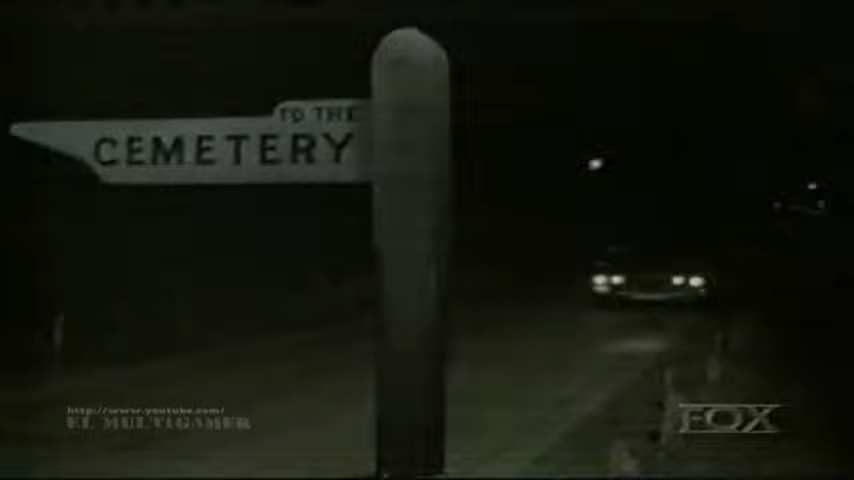 TO THE
CEMETERY
http://www.youtube.com/
EL MULTIGAMER
FOX